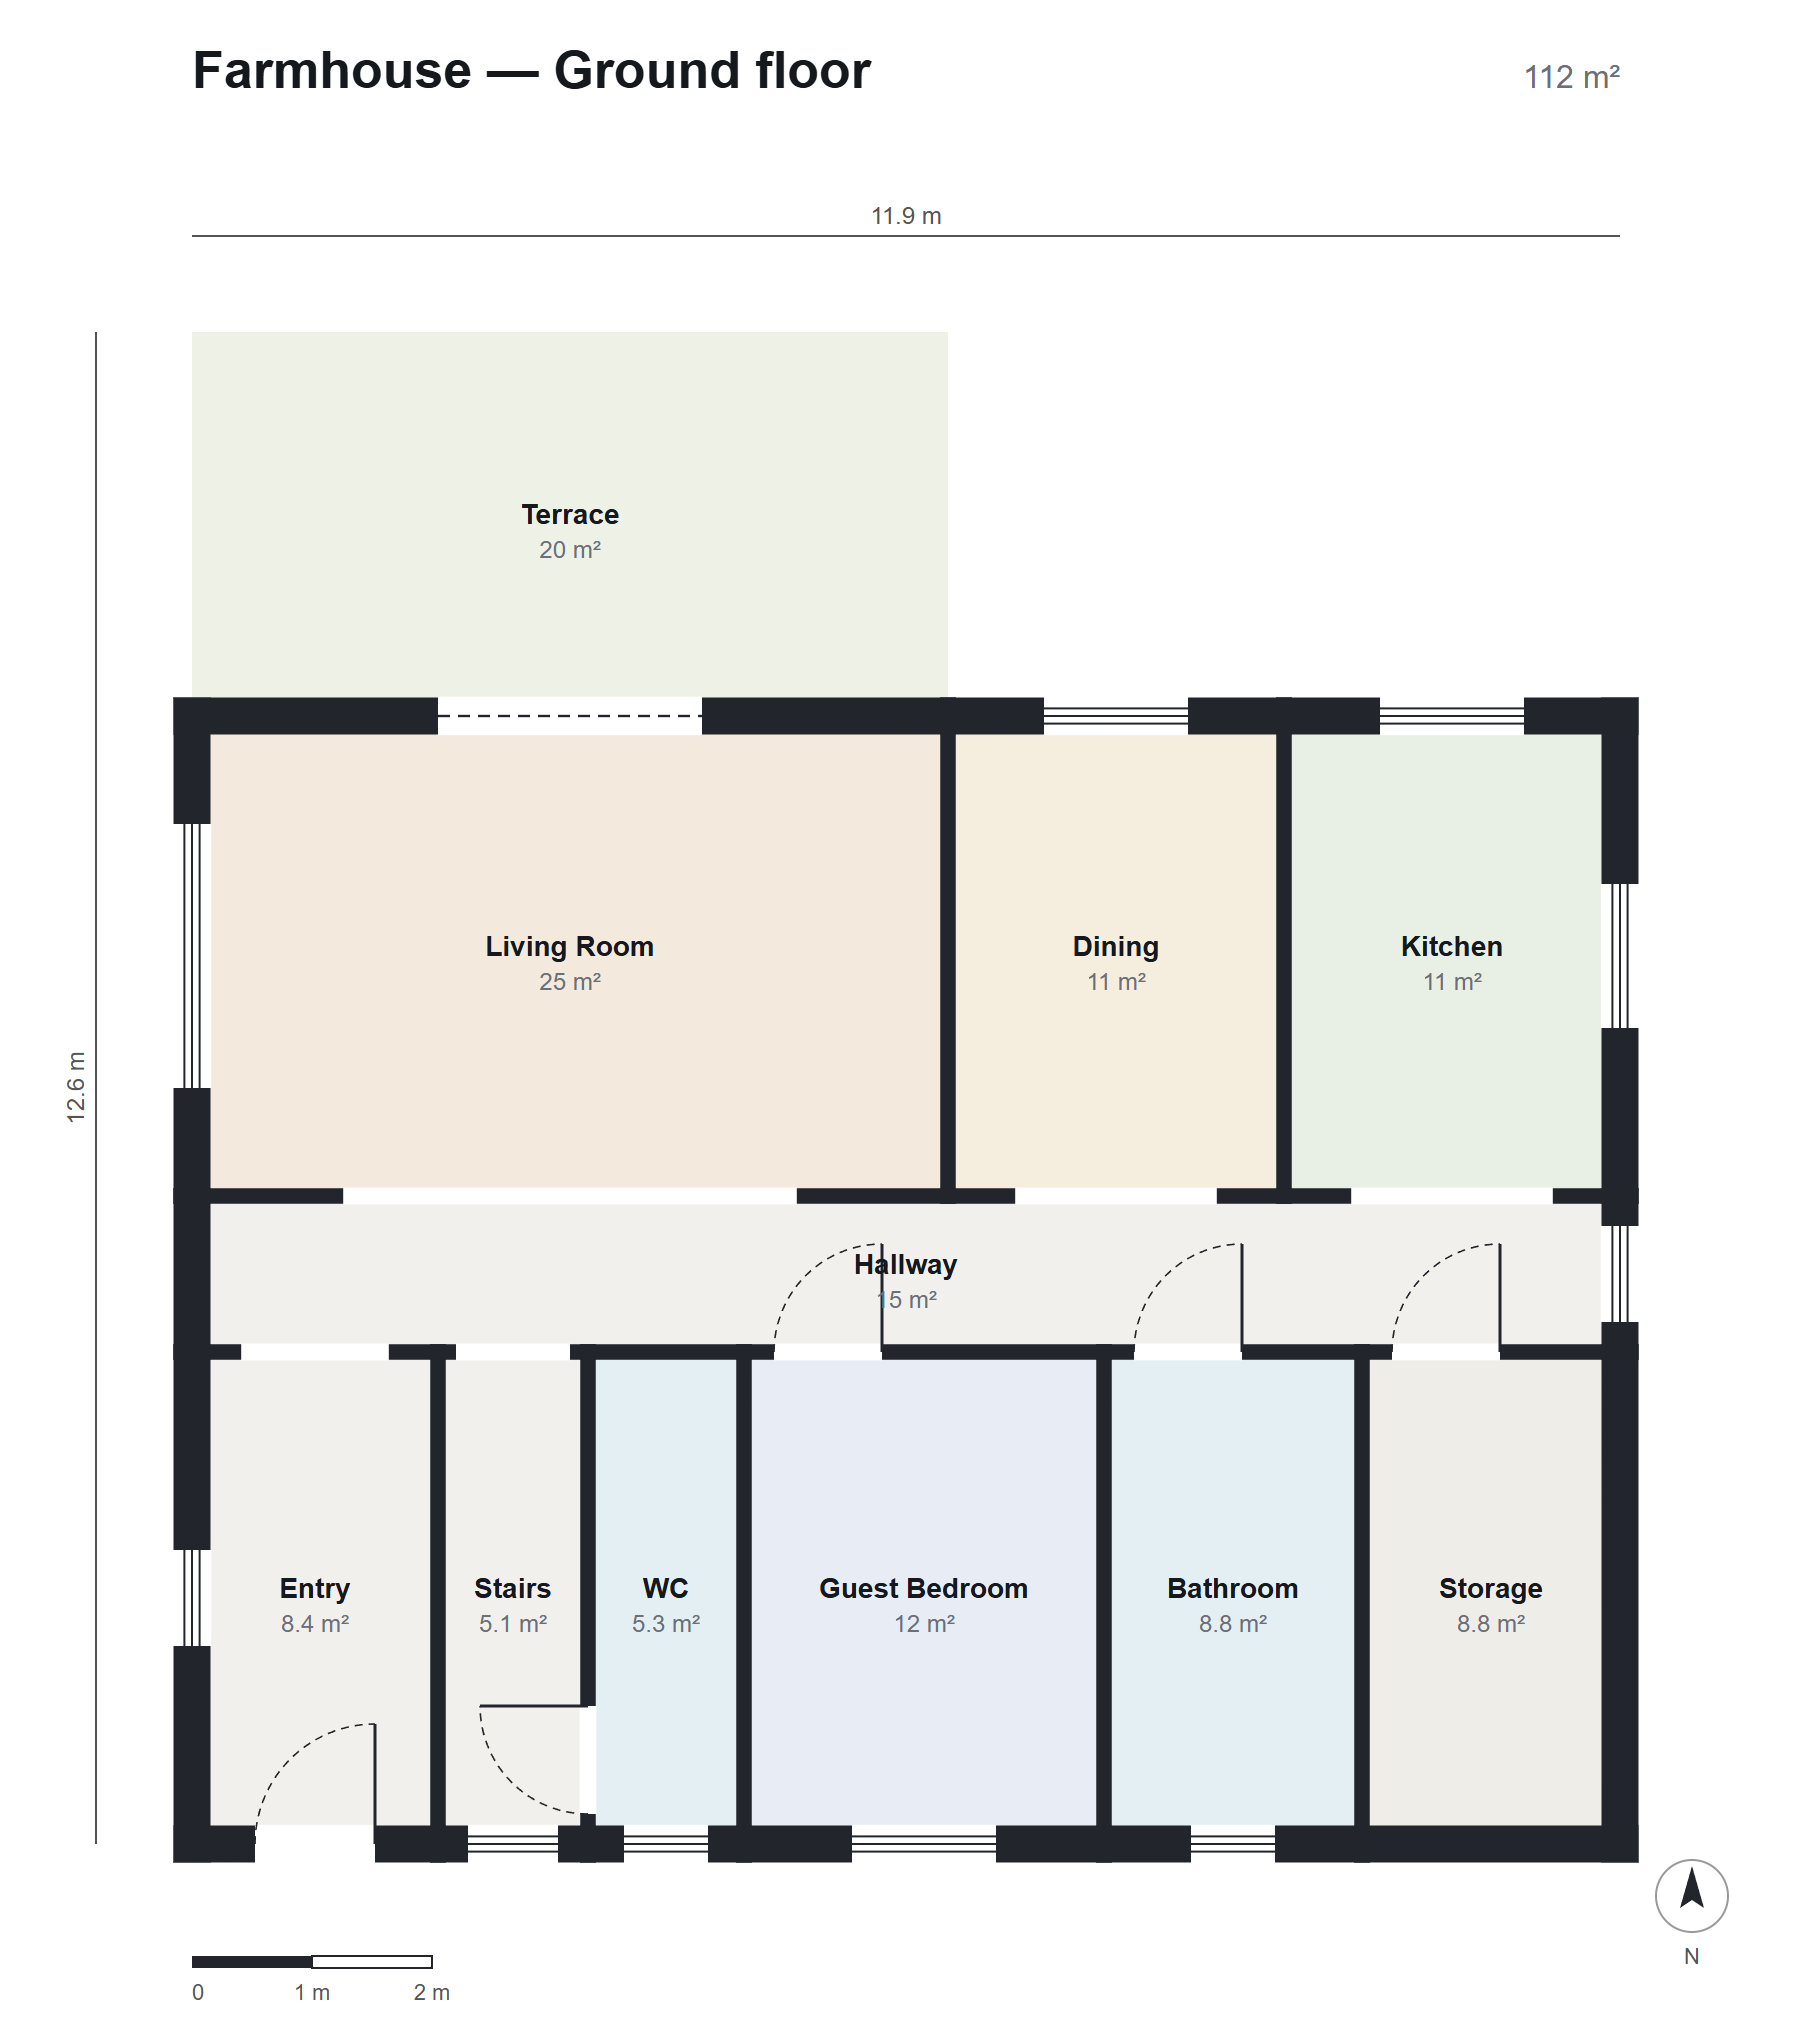 Farmhouse — Ground floor
112 m²
11.9 m
12.6 m
Terrace
20 m²
Living Room
25 m²
Dining
11 m²
Kitchen
11 m²
Hallway
15 m²
Entry
8.4 m²
Stairs
5.1 m²
WC
5.3 m²
Guest Bedroom
12 m²
Bathroom
8.8 m²
Storage
8.8 m²
0 1 m 2 m
N